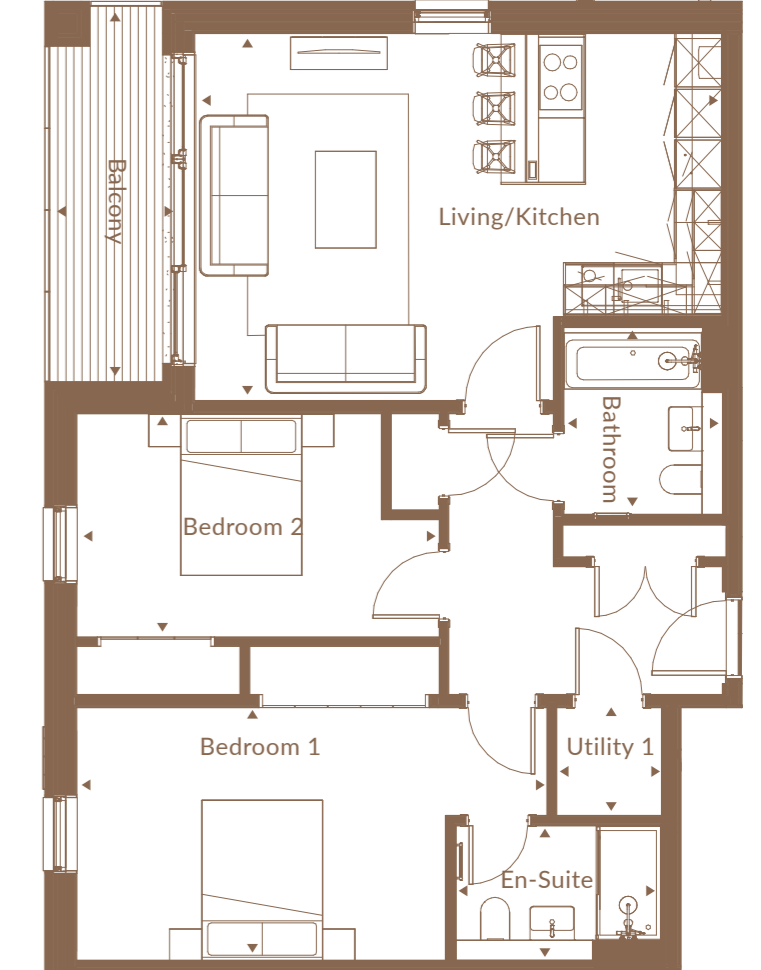 Balcony
Living/Kitchen
Bathroom
Bedroom 2
Bedroom 1
Utility 1
En-Suite